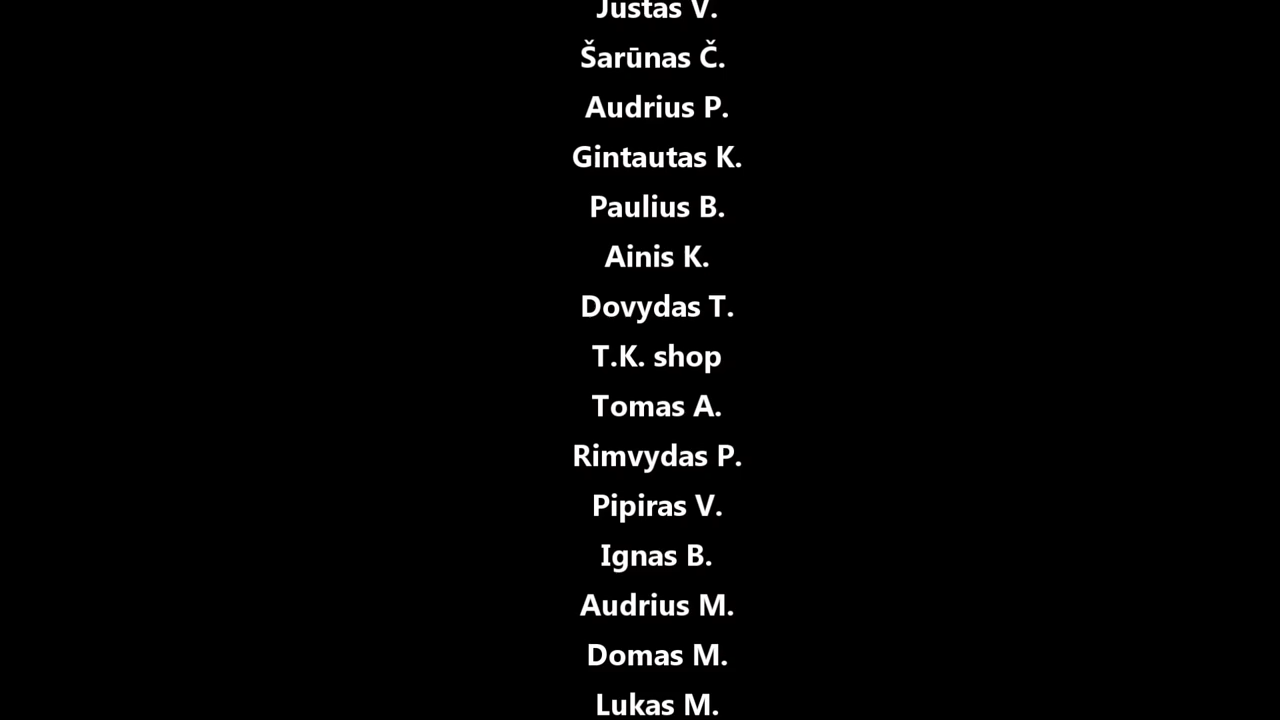 Justas V.
Šarūnas Č.
Audrius P.
Gintautas K.
Paulius B.
Ainis K.
Dovydas T.
T.K. shop
Tomas A.
Rimvydas P.
Pipiras V.
Ignas B.
Audrius M.
Domas M.
Lukas M.